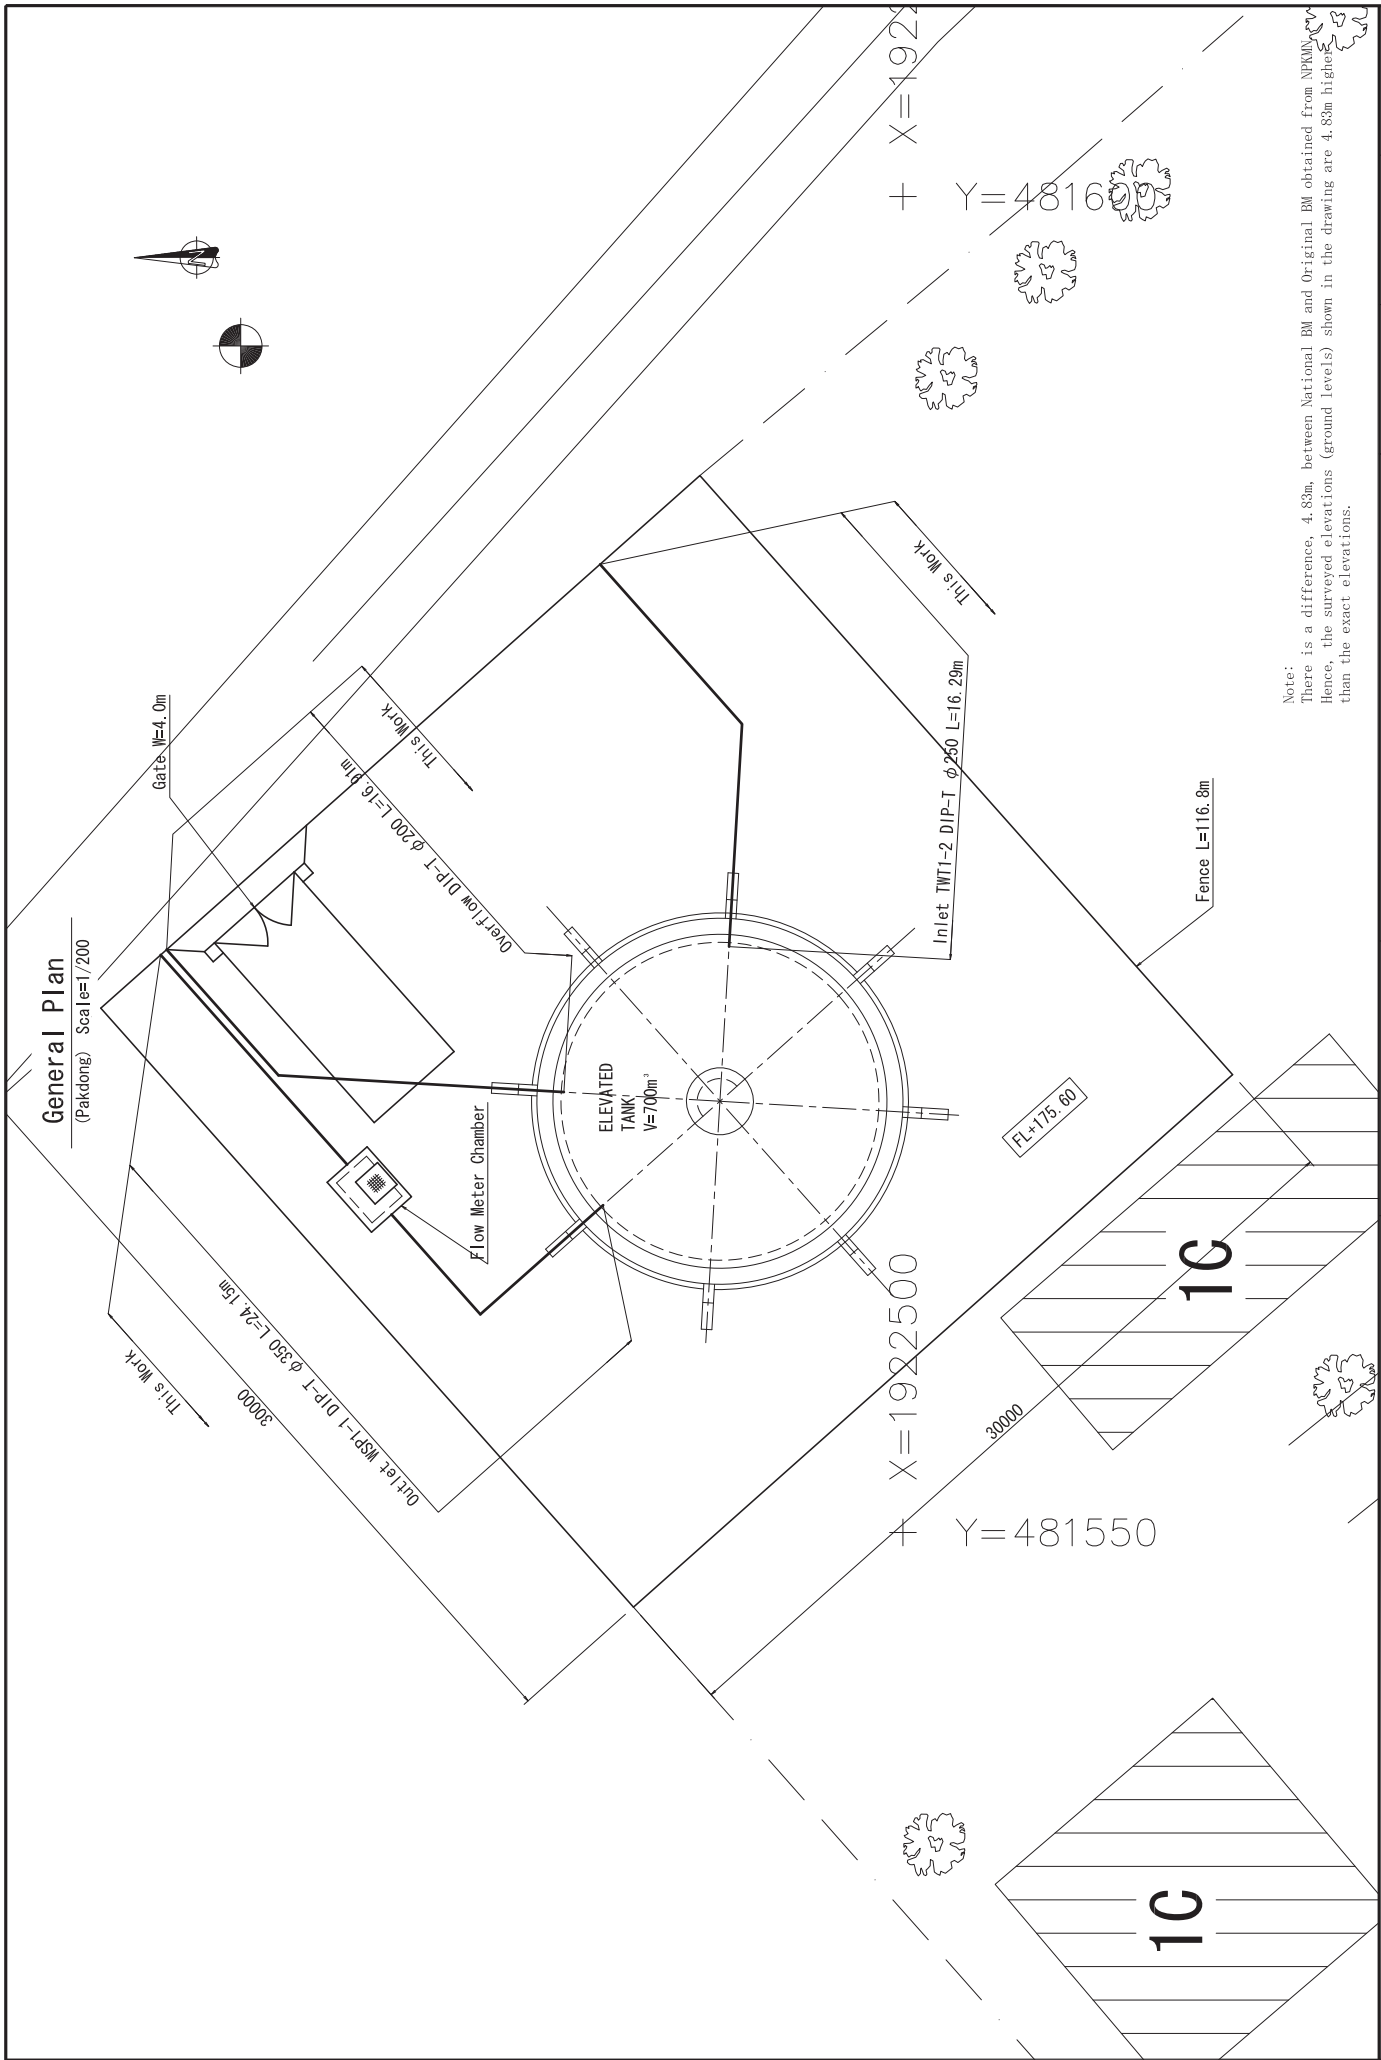 General Plan
(Pakdong) Scale=1/200
N
Gate W=4.0m
This Work
Outlet WSP1-1 DIP-T φ350 L=24.15m
30000
This Work
Overflow DIP-T φ200 L=16.91m
Flow Meter Chamber
ELEVATED
TANK
V=700m³
This Work
Inlet TWT1-2 DIP-T φ250 L=16.29m
FL+175.60
Fence L=116.8m
30000
X=1922500
Y=481550
X=1922
Y=481600
1C
1C
Note:
There is a difference, 4.83m, between National BM and Original BM obtained from NPKMN.
Hence, the surveyed elevations (ground levels) shown in the drawing are 4.83m higher
than the exact elevations.